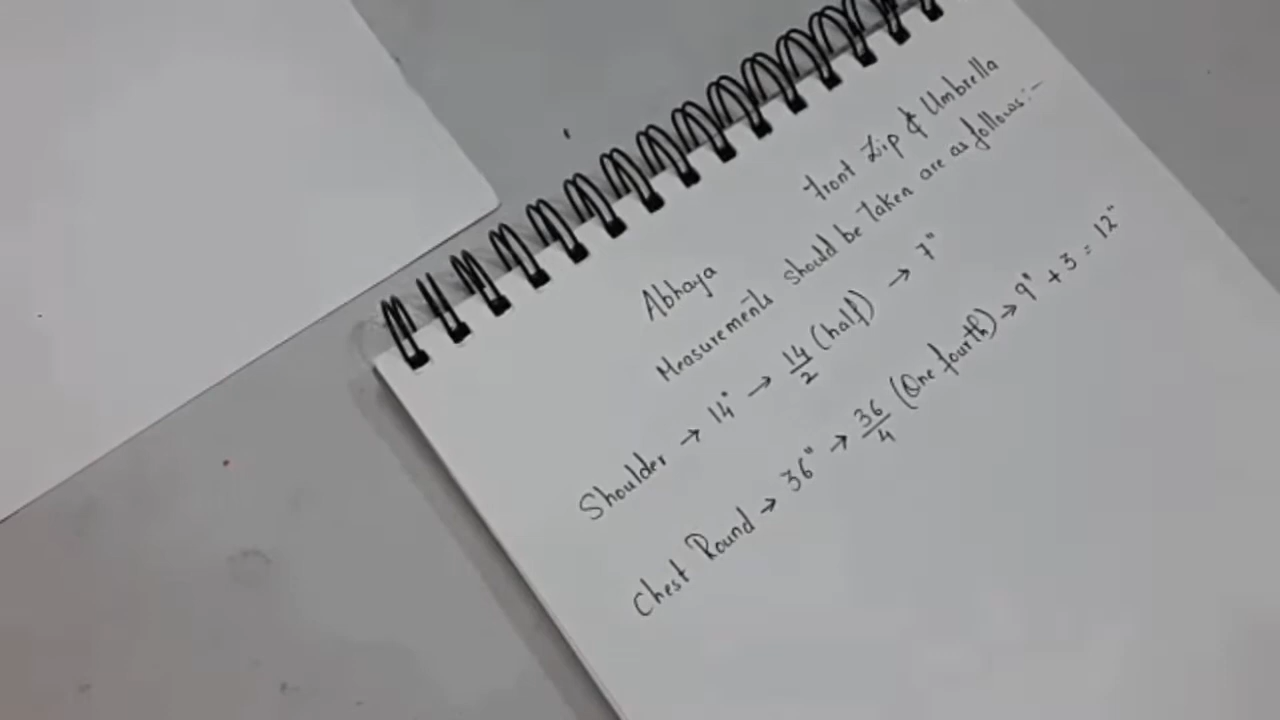 Abhaya Front Zip & Umbrella
Measurements should be taken are as follows:-
Shoulder → 14" → 14/2 (half) → 7"
Chest Round → 36" → 36/4 (One fourth) → 9" + 3 = 12"